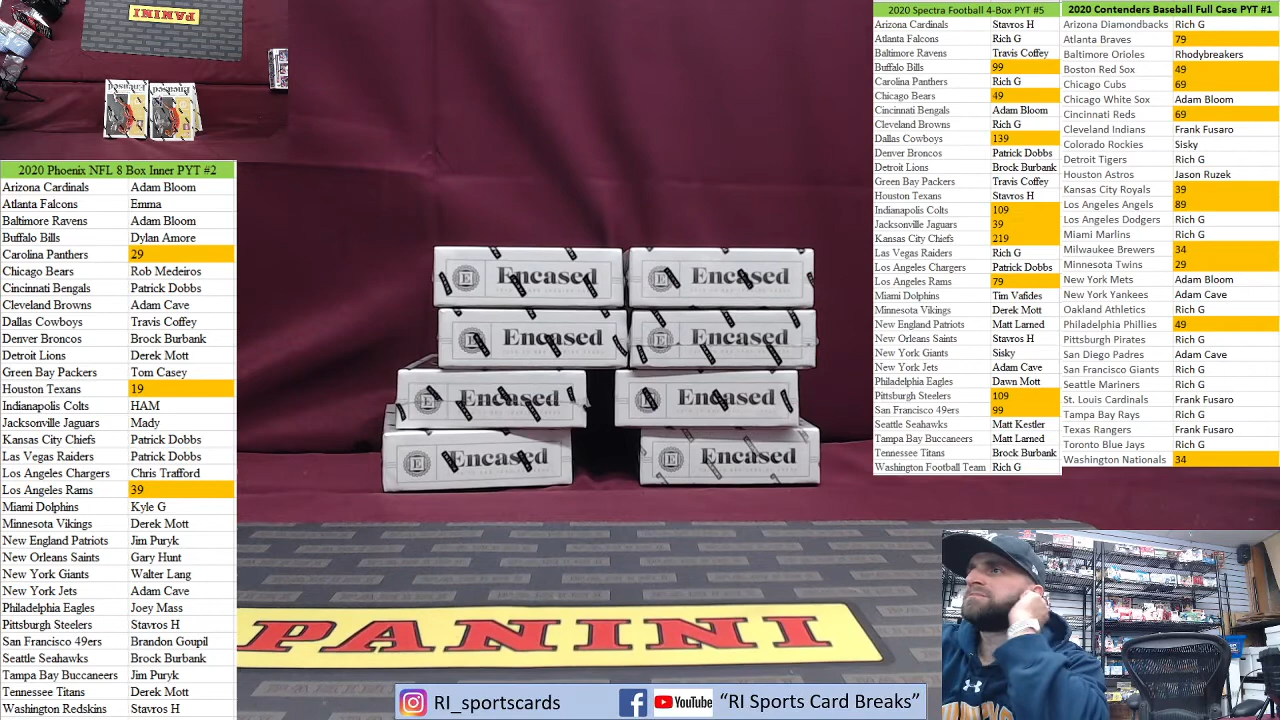 PANINI
Encased
Encased
2020 Phoenix NFL 8 Box Inner PYT #2
Arizona Cardinals Adam Bloom
Atlanta Falcons Emma
Baltimore Ravens Adam Bloom
Buffalo Bills Dylan Amore
Carolina Panthers 29
Chicago Bears Rob Medeiros
Cincinnati Bengals Patrick Dobbs
Cleveland Browns Adam Cave
Dallas Cowboys Travis Coffey
Denver Broncos Brock Burbank
Detroit Lions Derek Mott
Green Bay Packers Tom Casey
Houston Texans 19
Indianapolis Colts HAM
Jacksonville Jaguars Mady
Kansas City Chiefs Patrick Dobbs
Las Vegas Raiders Patrick Dobbs
Los Angeles Chargers Chris Trafford
Los Angeles Rams 39
Miami Dolphins Kyle G
Minnesota Vikings Derek Mott
New England Patriots Jim Puryk
New Orleans Saints Gary Hunt
New York Giants Walter Lang
New York Jets Adam Cave
Philadelphia Eagles Joey Mass
Pittsburgh Steelers Stavros H
San Francisco 49ers Brandon Goupil
Seattle Seahawks Brock Burbank
Tampa Bay Buccaneers Jim Puryk
Tennessee Titans Derek Mott
Washington Redskins Stavros H
E Encased
E Encased
E Encased
E Encased
E Encased
E Encased
E Encased
E Encased
PANINI
RI_sportscards YouTube "RI Sports Card Breaks"
2020 Spectra Football 4-Box PYT #5
Arizona Cardinals Stavros H
Atlanta Falcons Rich G
Baltimore Ravens Travis Coffey
Buffalo Bills 99
Carolina Panthers Rich G
Chicago Bears 49
Cincinnati Bengals Adam Bloom
Cleveland Browns Rich G
Dallas Cowboys 139
Denver Broncos Patrick Dobbs
Detroit Lions Brock Burbank
Green Bay Packers Travis Coffey
Houston Texans Stavros H
Indianapolis Colts 109
Jacksonville Jaguars 39
Kansas City Chiefs 219
Las Vegas Raiders Rich G
Los Angeles Chargers Patrick Dobbs
Los Angeles Rams 79
Miami Dolphins Tim Vafides
Minnesota Vikings Derek Mott
New England Patriots Matt Larned
New Orleans Saints Stavros H
New York Giants Sisky
New York Jets Adam Cave
Philadelphia Eagles Dawn Mott
Pittsburgh Steelers 109
San Francisco 49ers 99
Seattle Seahawks Matt Kestler
Tampa Bay Buccaneers Matt Larned
Tennessee Titans Brock Burbank
Washington Football Team Rich G
2020 Contenders Baseball Full Case PYT #1
Arizona Diamondbacks Rich G
Atlanta Braves 79
Baltimore Orioles Rhodybreakers
Boston Red Sox 49
Chicago Cubs 69
Chicago White Sox Adam Bloom
Cincinnati Reds 69
Cleveland Indians Frank Fusaro
Colorado Rockies Sisky
Detroit Tigers Rich G
Houston Astros Jason Ruzek
Kansas City Royals 39
Los Angeles Angels 89
Los Angeles Dodgers Rich G
Miami Marlins Rich G
Milwaukee Brewers 34
Minnesota Twins 29
New York Mets Adam Bloom
New York Yankees Adam Cave
Oakland Athletics Rich G
Philadelphia Phillies 49
Pittsburgh Pirates Rich G
San Diego Padres Adam Cave
San Francisco Giants Rich G
Seattle Mariners Rich G
St. Louis Cardinals Frank Fusaro
Tampa Bay Rays Rich G
Texas Rangers Frank Fusaro
Toronto Blue Jays Rich G
Washington Nationals 34